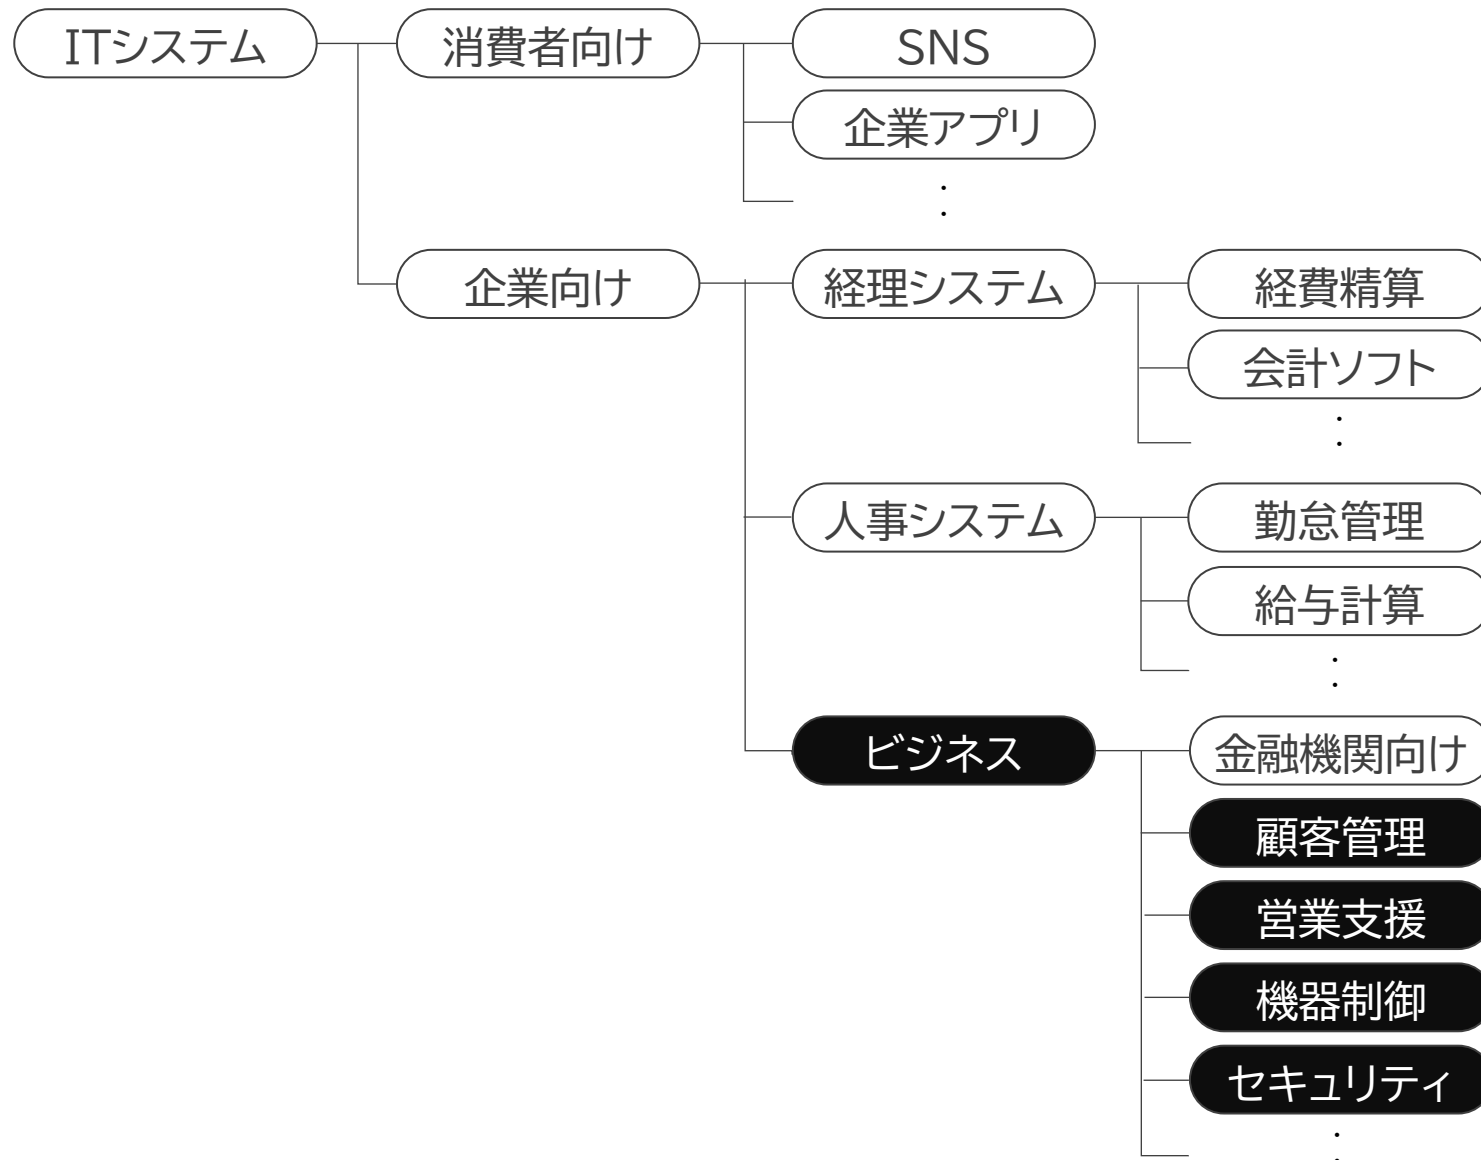 ITシステム
消費者向け
SNS
企業アプリ
：
企業向け
経理システム
経費精算
会計ソフト
：
人事システム
勤怠管理
給与計算
：
ビジネス
金融機関向け
顧客管理
営業支援
機器制御
セキュリティ
：